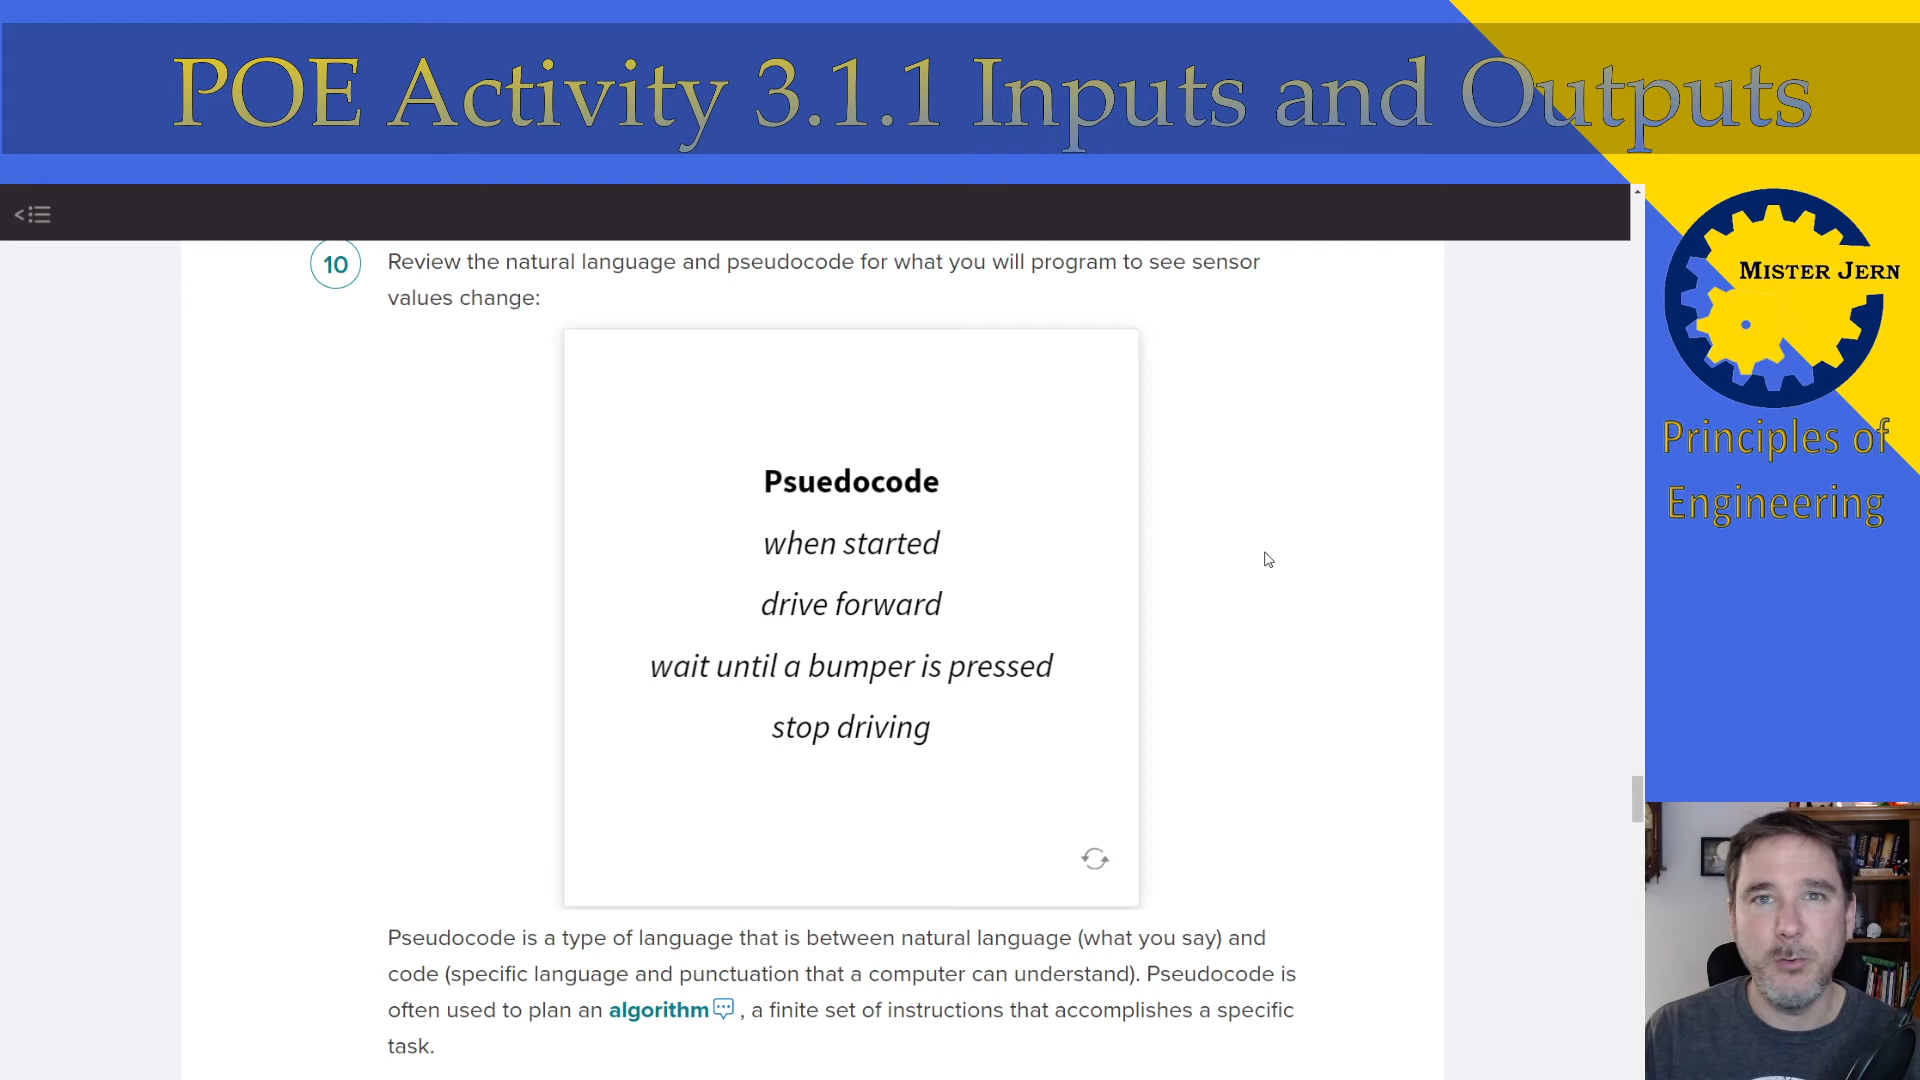 POE Activity 3.1.1 Inputs and Outputs
MISTER JERN
Principles of
Engineering
10
Review the natural language and pseudocode for what you will program to see sensor
values change:
Psuedocode
when started
drive forward
wait until a bumper is pressed
stop driving
Pseudocode is a type of language that is between natural language (what you say) and
code (specific language and punctuation that a computer can understand). Pseudocode is
often used to plan an algorithm , a finite set of instructions that accomplishes a specific
task.